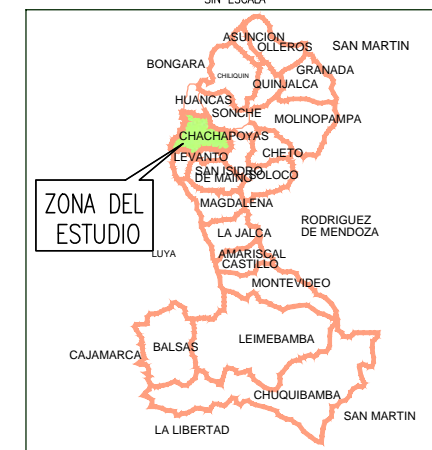 SIN ESCALA
ASUNCION
OLLEROS
SAN MARTIN
BONGARA
GRANADA
CHILIQUIN
QUINJALCA
HUANCAS
SONCHE
MOLINOPAMPA
CHACHAPOYAS
CHETO
LEVANTO
SAN ISIDRO
DE MAINO
SOLOCO
ZONA DEL
ESTUDIO
MAGDALENA
RODRIGUEZ
DE MENDOZA
LA JALCA
LUYA
AMARISCAL
CASTILLO
MONTEVIDEO
LEIMEBAMBA
BALSAS
CAJAMARCA
CHUQUIBAMBA
SAN MARTIN
LA LIBERTAD